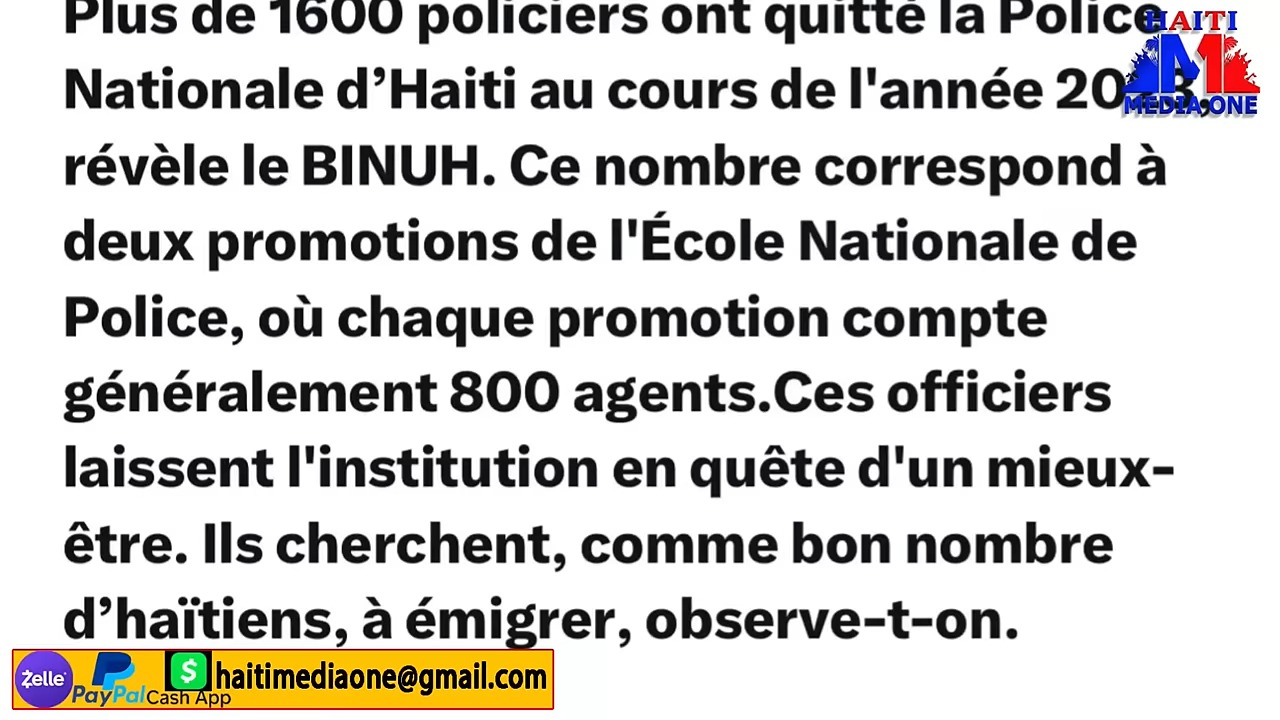 Plus de 1600 policiers ont quitté la Police
Nationale d’Haiti au cours de l'année 2023,
révèle le BINUH. Ce nombre correspond à
deux promotions de l'École Nationale de
Police, où chaque promotion compte
généralement 800 agents.Ces officiers
laissent l'institution en quête d'un mieux-
être. Ils cherchent, comme bon nombre
d’haïtiens, à émigrer, observe-t-on.
HAITI
M
MEDIA ONE
Zelle
PayPal
$
Cash App
haitimediaone@gmail.com